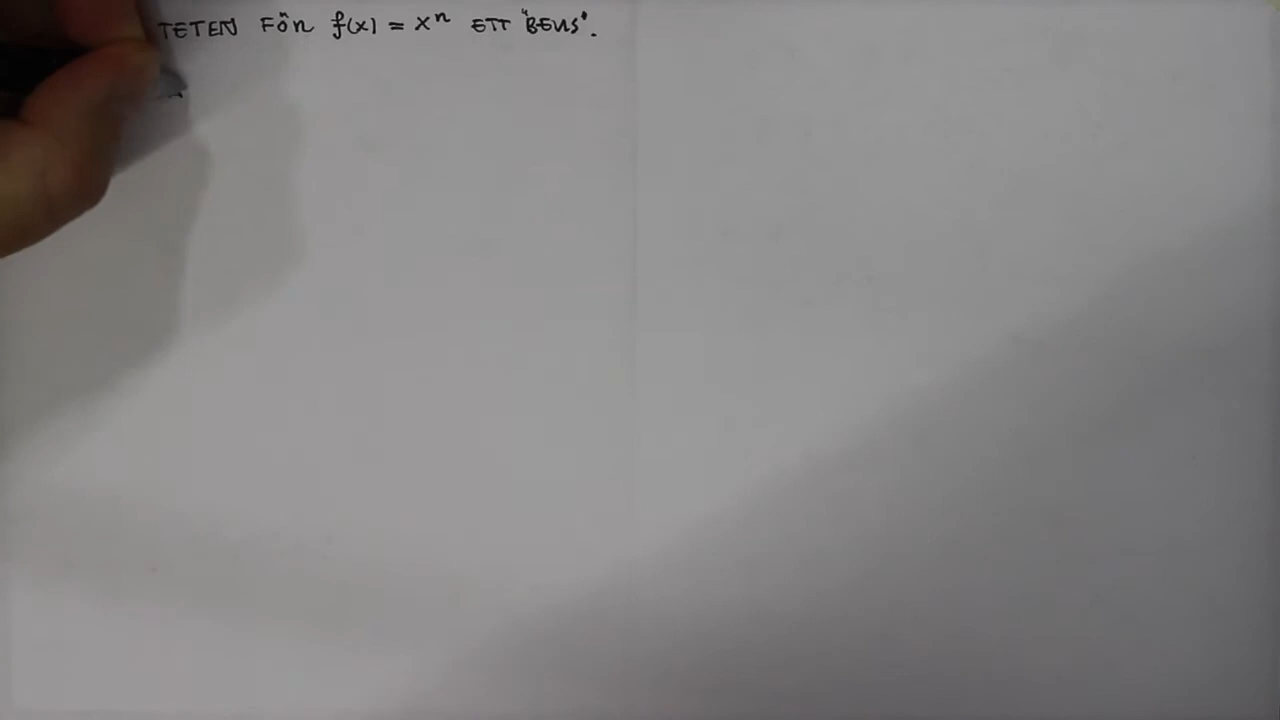 TETEN FÖR f(x) = xⁿ ETT "BEVIS".